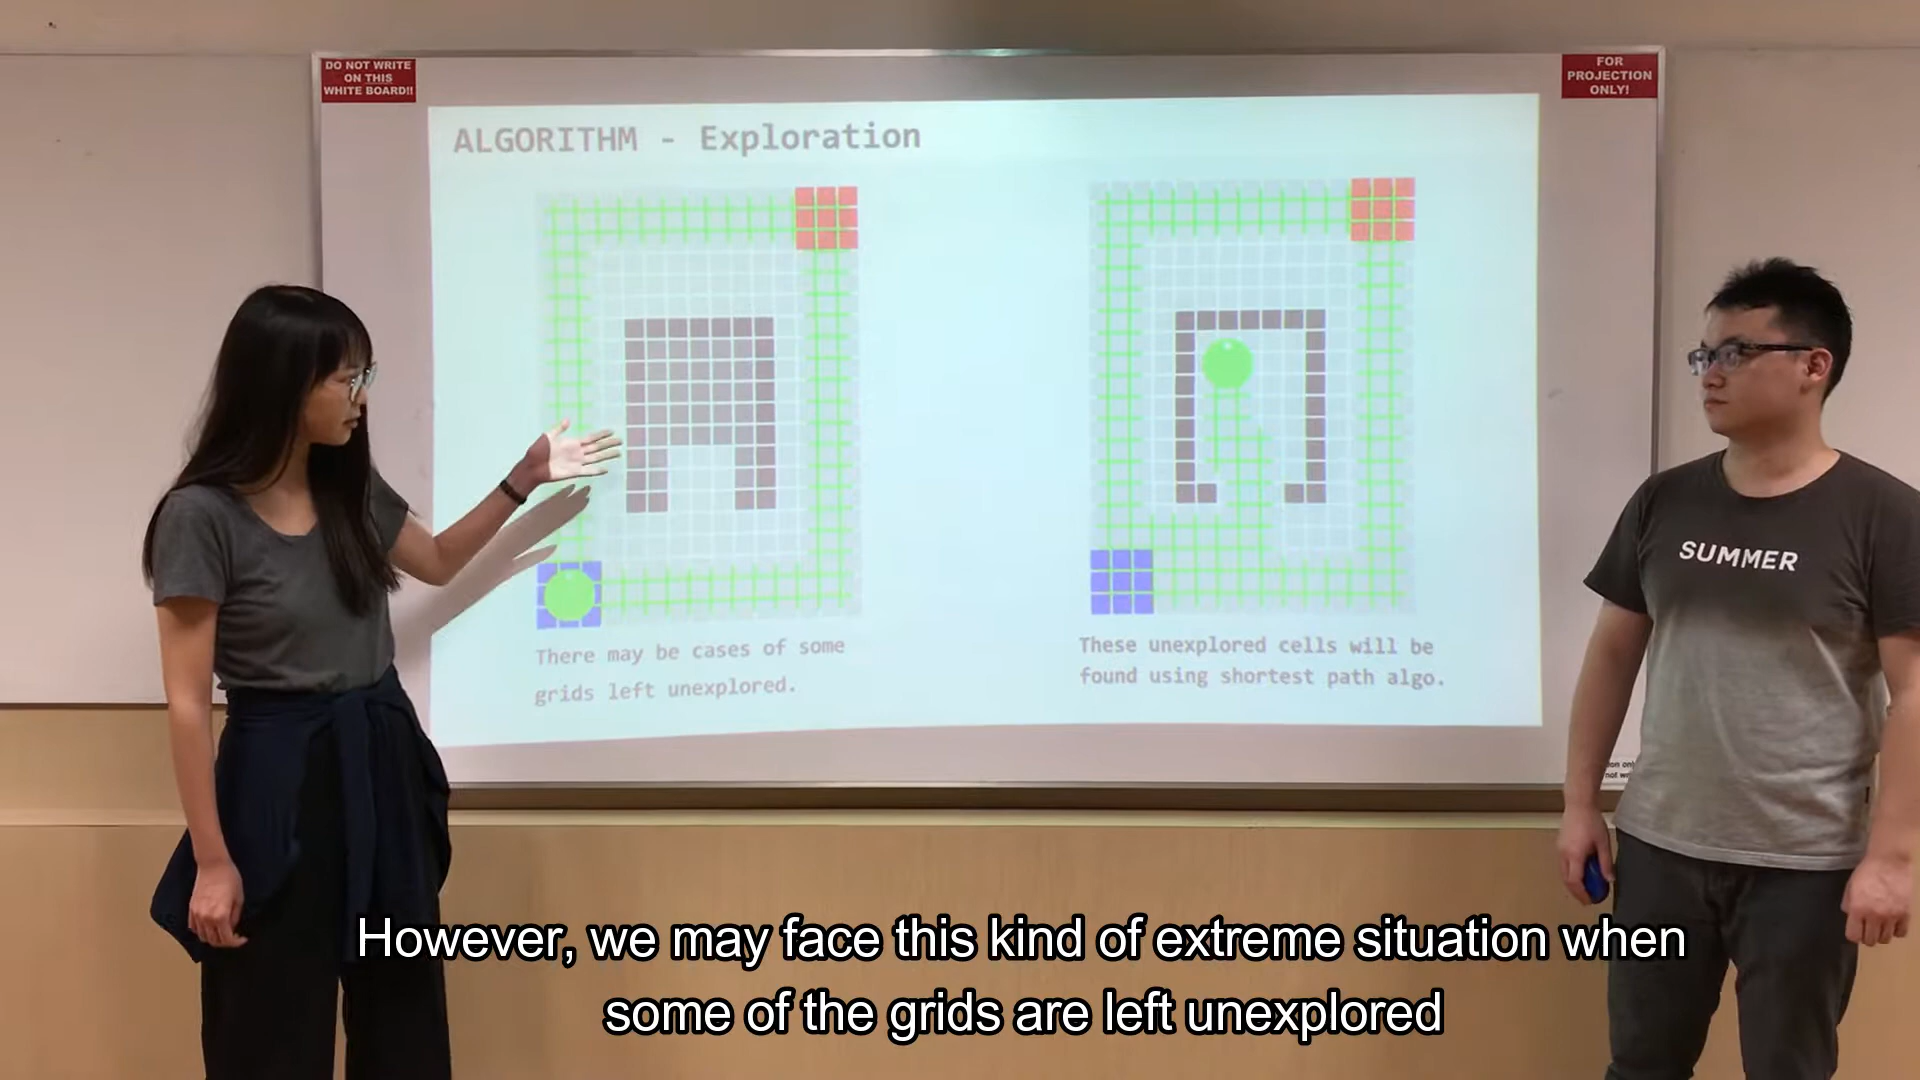 DO NOT WRITE
ON THIS
WHITE BOARD!!
FOR
PROJECTION
ONLY!
ALGORITHM - Exploration
There may be cases of some
grids left unexplored.
These unexplored cells will be
found using shortest path algo.
SUMMER
However, we may face this kind of extreme situation when
some of the grids are left unexplored